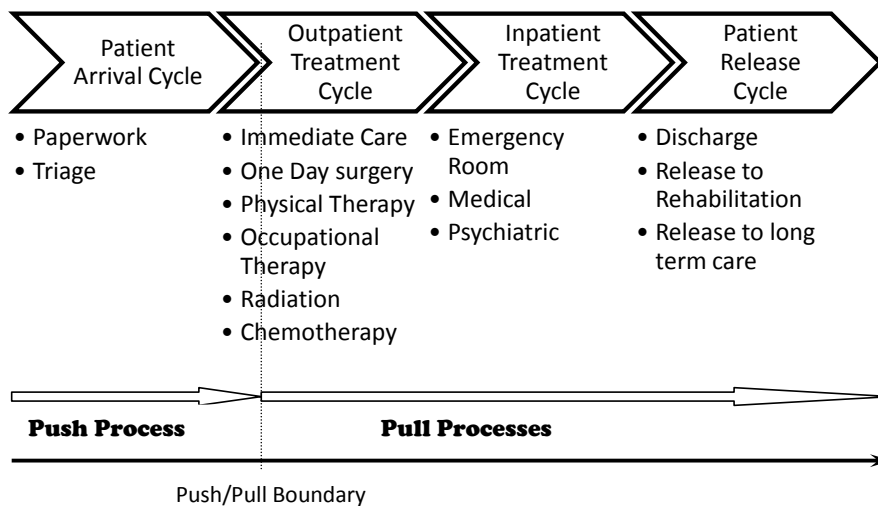 Patient
Arrival Cycle
Outpatient
Treatment
Cycle
Inpatient
Treatment
Cycle
Patient
Release
Cycle
• Paperwork
• Triage
• Immediate Care
• One Day surgery
• Physical Therapy
• Occupational
Therapy
• Radiation
• Chemotherapy
• Emergency
Room
• Medical
• Psychiatric
• Discharge
• Release to
Rehabilitation
• Release to long
term care
Push Process
Pull Processes
Push/Pull Boundary